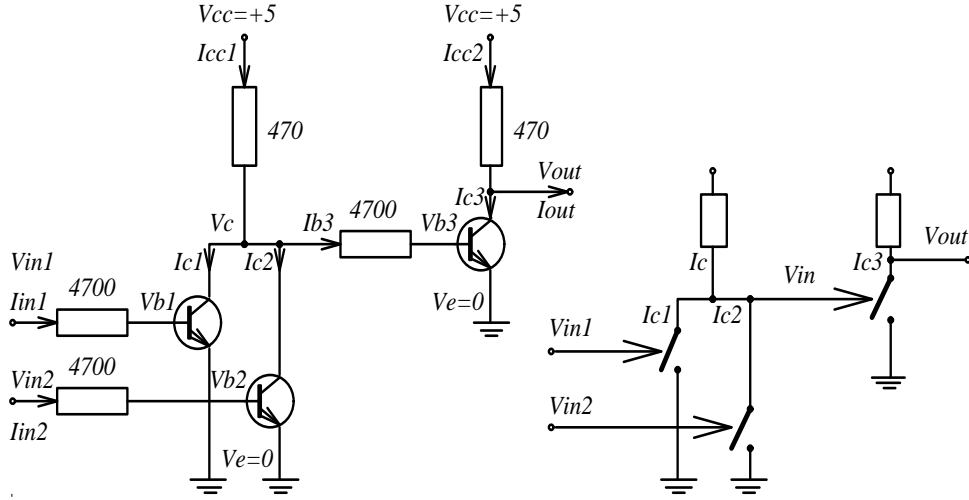 Vcc=+5
Vcc=+5
Icc1
Icc2
470
470
Vout
Ic3
Iout
Vc
Ib3
4700
Vb3
Ic1
Ic2
Vin1
4700
Iin1
Vb1
Ve=0
Vin2
4700
Vb2
Iin2
Ve=0
Vout
Ic
Vin
Ic3
Ic1
Ic2
Vin1
Vin2